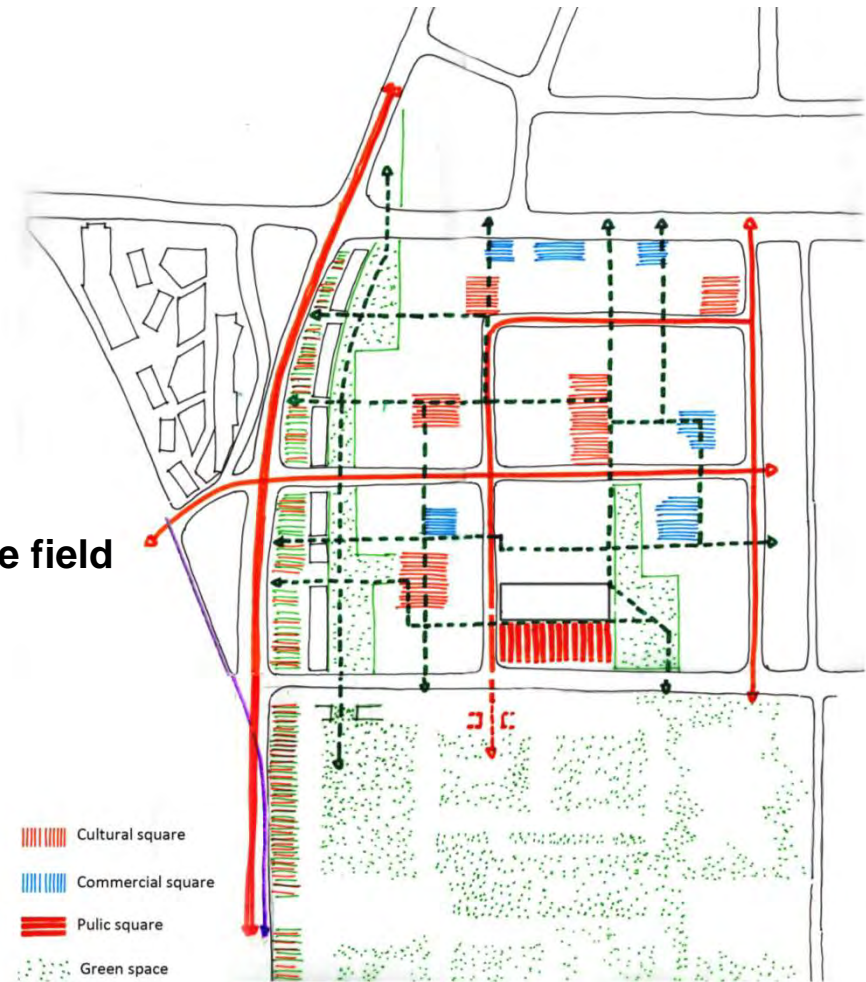 e field
Cultural square
Commercial square
Pulic square
Green space